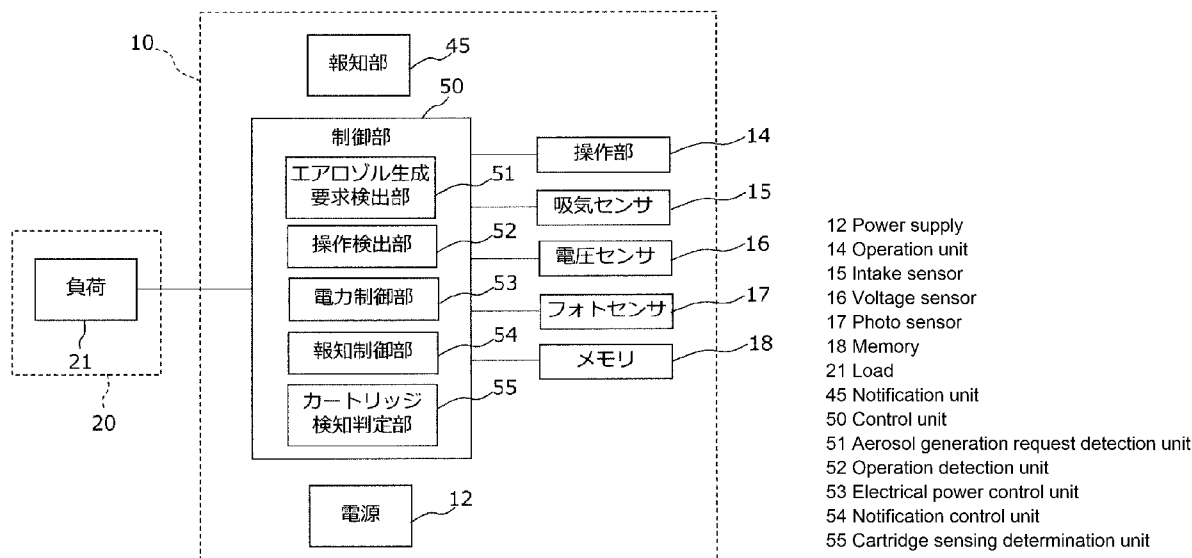 10
報知部
45
50
制御部
エアロゾル生成
要求検出部
51
操作検出部
52
電力制御部
53
報知制御部
54
カートリッジ
検知判定部
55
操作部
14
吸気センサ
15
電圧センサ
16
フォトセンサ
17
メモリ
18
負荷
21
20
電源
12
12 Power supply
14 Operation unit
15 Intake sensor
16 Voltage sensor
17 Photo sensor
18 Memory
21 Load
45 Notification unit
50 Control unit
51 Aerosol generation request detection unit
52 Operation detection unit
53 Electrical power control unit
54 Notification control unit
55 Cartridge sensing determination unit